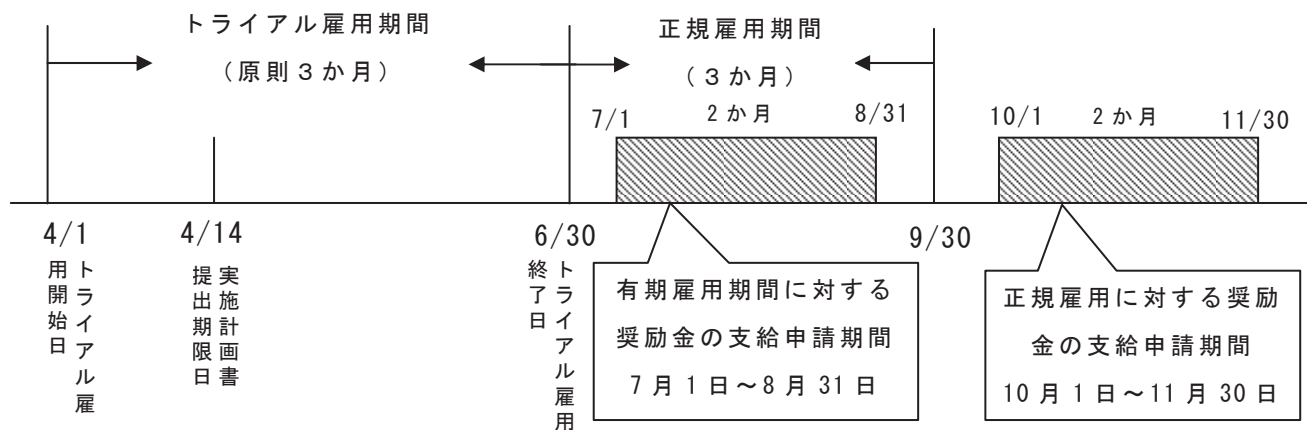 トライアル雇用期間
（原則３か月）
正規雇用期間
（３か月）
7/1
2か月
8/31
10/1
2か月
11/30
4/1
4/14
6/30
9/30
トライアル雇
用開始日
実施計画書
提出期限日
トライアル雇用
終了日
有期雇用期間に対する
奨励金の支給申請期間
7月1日～8月31日
正規雇用に対する奨励
金の支給申請期間
10月1日～11月30日